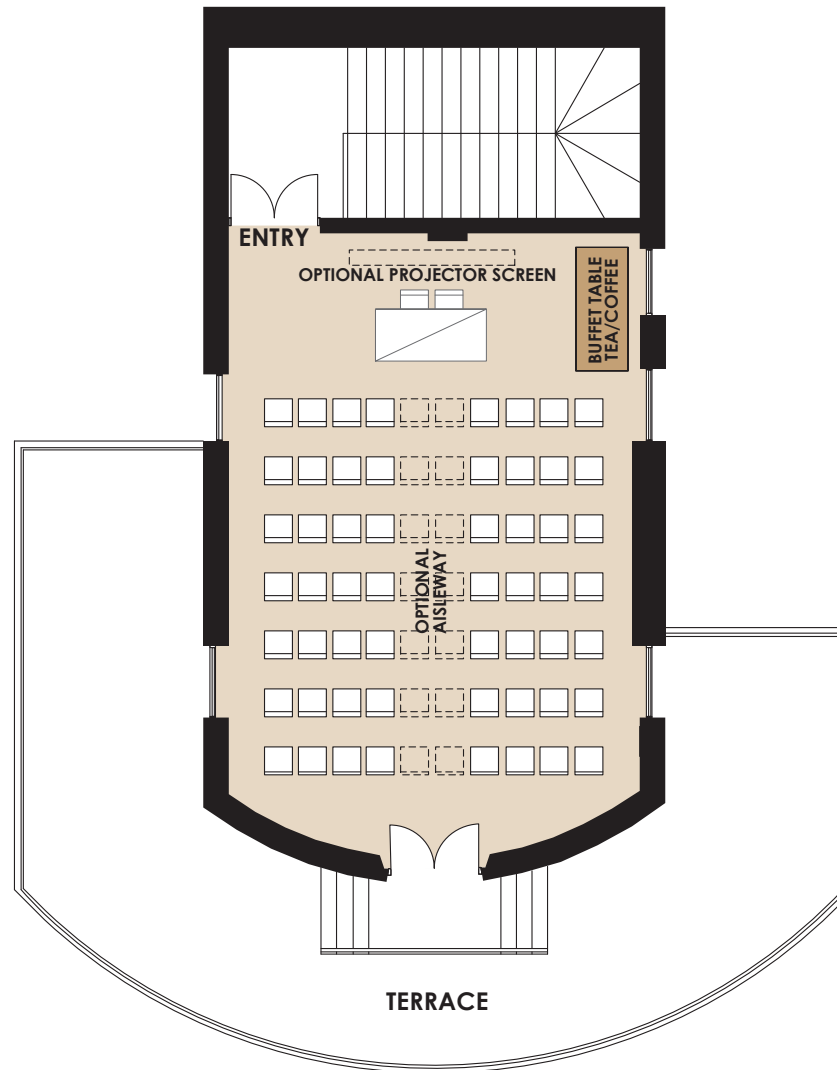 ENTRY
OPTIONAL PROJECTOR SCREEN
BUFFET TABLE
TEA/COFFEE
OPTIONAL
AISLEWAY
TERRACE